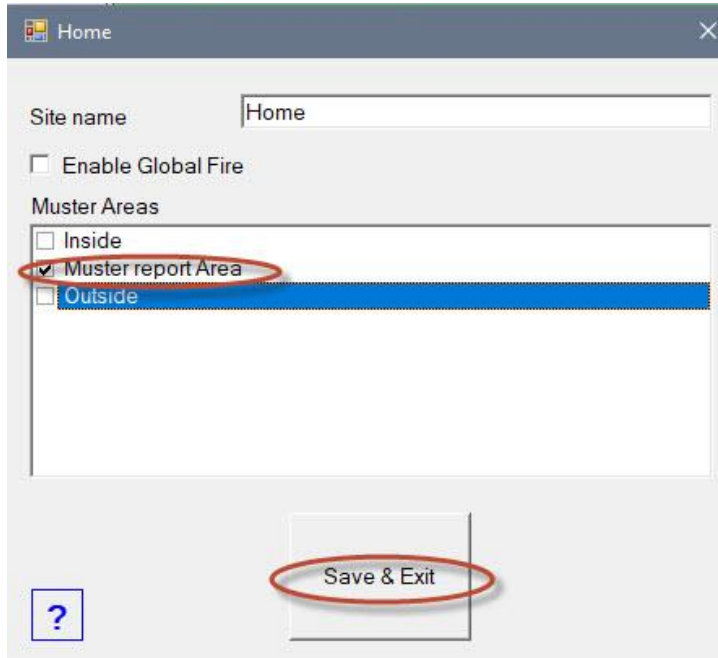 Home
Site name
Home
Enable Global Fire
Muster Areas
Inside
Muster report Area
Outside
Save & Exit
?